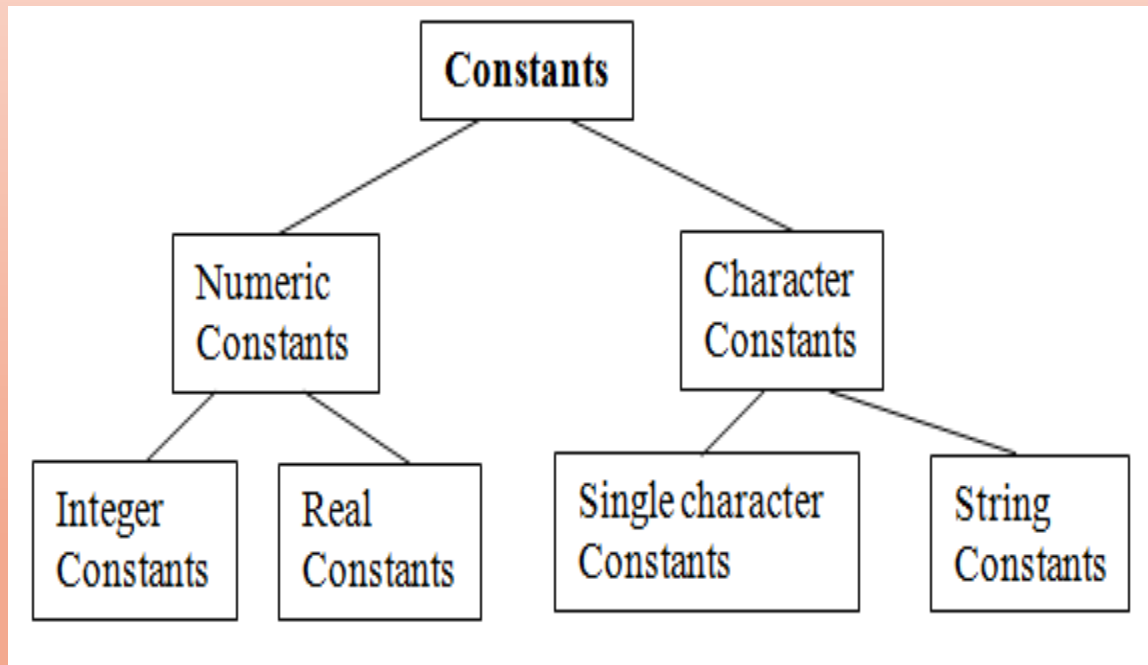 Constants
Numeric
Constants
Character
Constants
Integer
Constants
Real
Constants
Single character
Constants
String
Constants